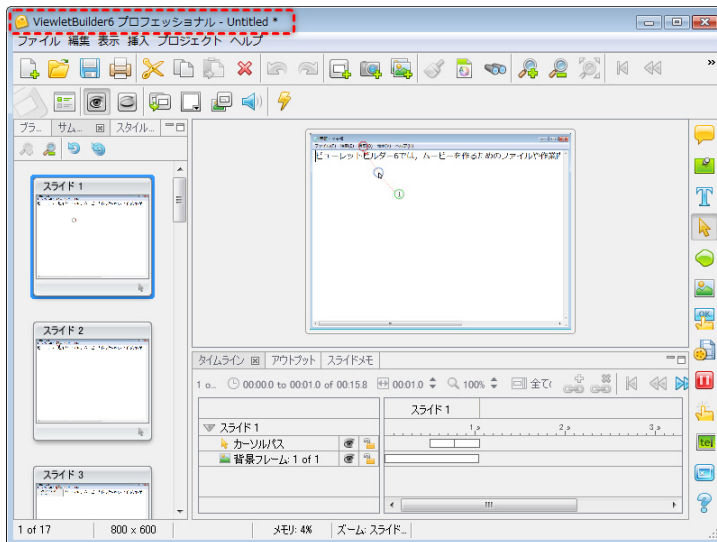 ViewletBuilder6 プロフェッショナル - Untitled *
ファイル 編集 表示 挿入 プロジェクト ヘルプ
プラ... サム... スタイル...
スライド 1
スライド 2
スライド 3
ビューレットビルダー6では，ムービーを作るためのファイルや作業
1
OK
tej
タイムライン アウトプット スライドメモ
1 o... 00:00.0 to 00:01.0 of 00:15.8 00:01.0 100% 全て
スライド 1
スライド 1
1 s 2 s 3 s
カーソルパス
背景フレーム: 1 of 1
1 of 17 800 × 600 メモリ: 4% ズーム: スライド...